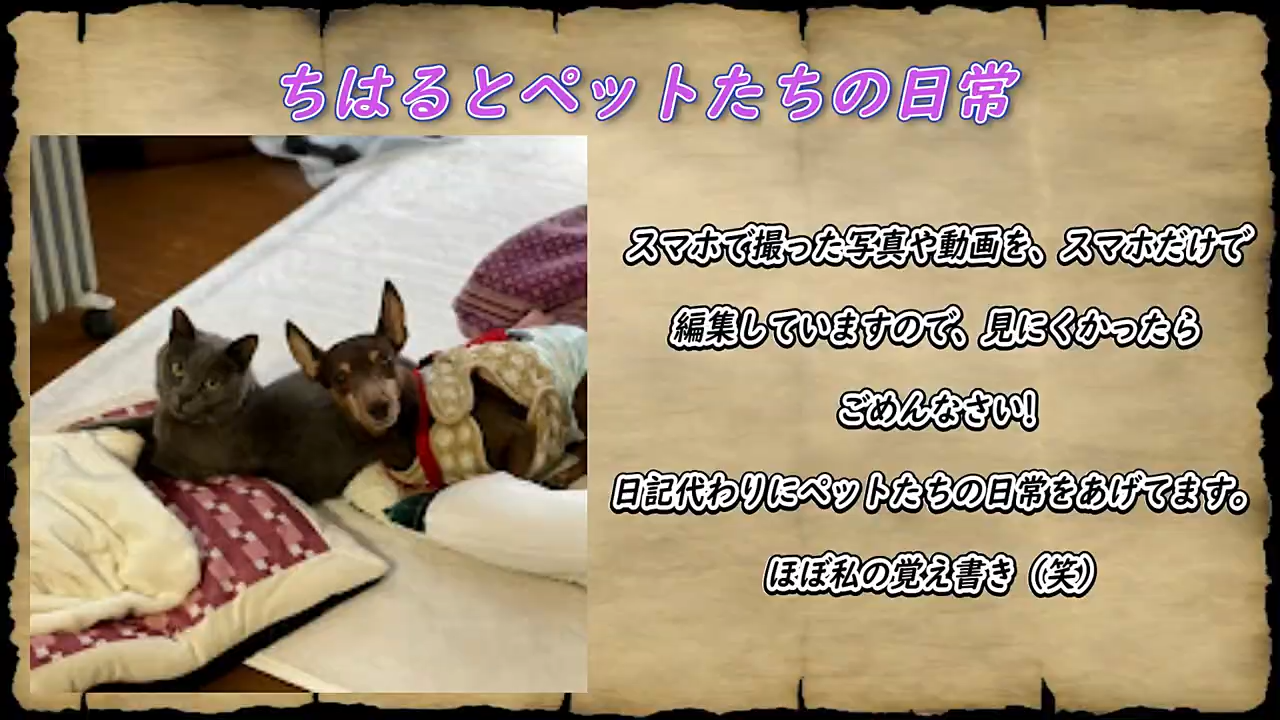 ちはるとペットたちの日常
スマホで撮った写真や動画を、スマホだけで
編集していますので、見にくかったら
ごめんなさい!
日記代わりにペットたちの日常をあげてます。
ほぼ私の覚え書き（笑）